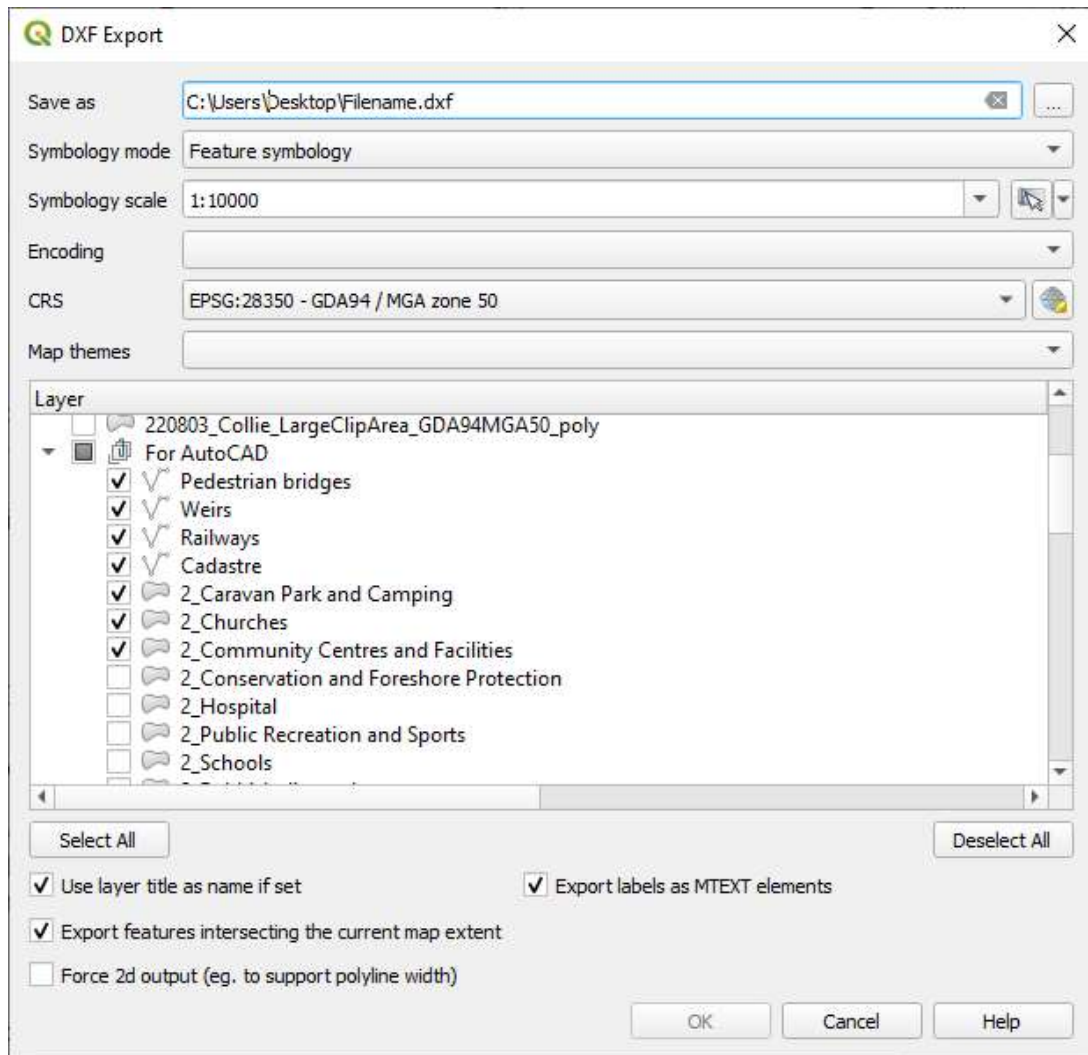 DXF Export
Save as C:\Users\Desktop\Filename.dxf ...
Symbology mode Feature symbology
Symbology scale 1:10000
Encoding
CRS EPSG:28350 - GDA94 / MGA zone 50
Map themes
Layer
220803_Collie_LargeClipArea_GDA94MGA50_poly
For AutoCAD
Pedestrian bridges
Weirs
Railways
Cadastre
2_Caravan Park and Camping
2_Churches
2_Community Centres and Facilities
2_Conservation and Foreshore Protection
2_Hospital
2_Public Recreation and Sports
2_Schools
Select All Deselect All
Use layer title as name if set Export labels as MTEXT elements
Export features intersecting the current map extent
Force 2d output (eg. to support polyline width)
OK Cancel Help